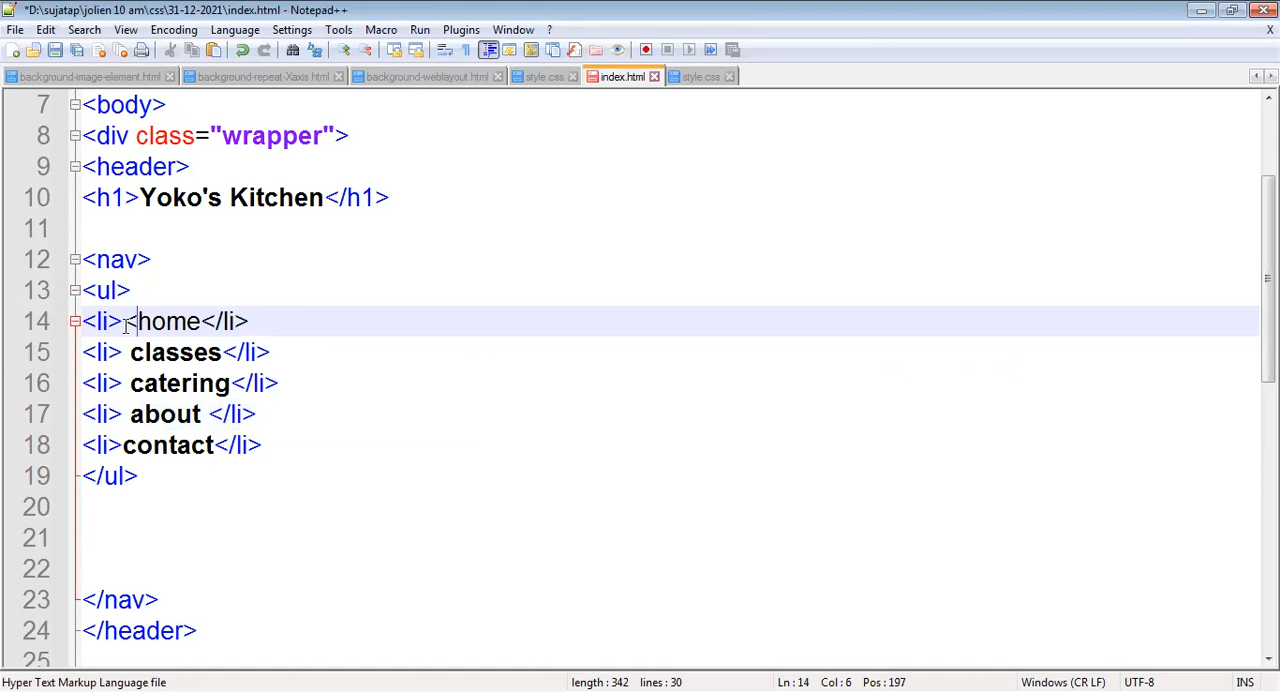 *D:\sujatap\jolien 10 am\css\31-12-2021\index.html - Notepad++
File Edit Search View Encoding Language Settings Tools Macro Run Plugins Window ? X
background-image-element.html background-repeat-Xaxis.html background-weblayout.html style.css index.html style.css
7 <body>
8 <div class="wrapper">
9 <header>
10 <h1>Yoko's Kitchen</h1>
11
12 <nav>
13 <ul>
14 <li><home</li>
15 <li> classes</li>
16 <li> catering</li>
17 <li> about </li>
18 <li>contact</li>
19 </ul>
20
21
22
23 </nav>
24 </header>
25
Hyper Text Markup Language file length : 342 lines : 30 Ln : 14 Col : 6 Pos : 197 Windows (CR LF) UTF-8 INS